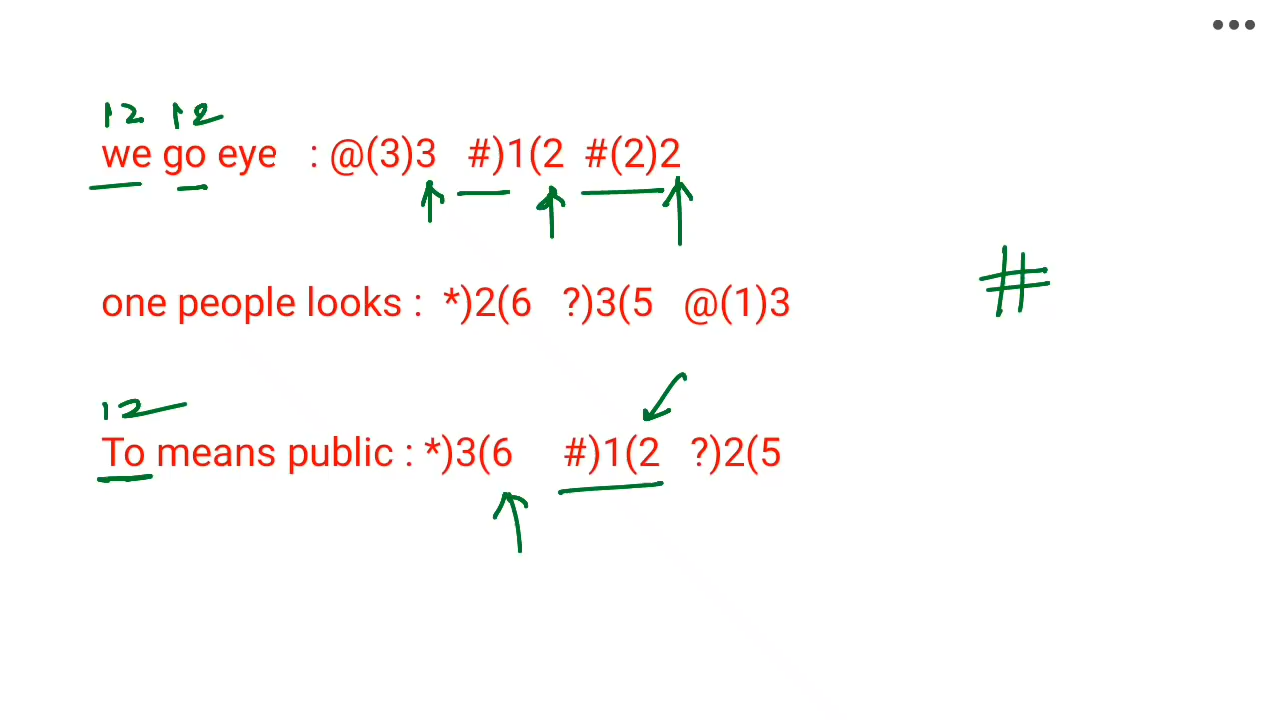 12 12
we go eye : @(3)3 #)1(2 #(2)2
#
one people looks : *)2(6 ?)3(5 @(1)3
12
To means public : *)3(6 #)1(2 ?)2(5